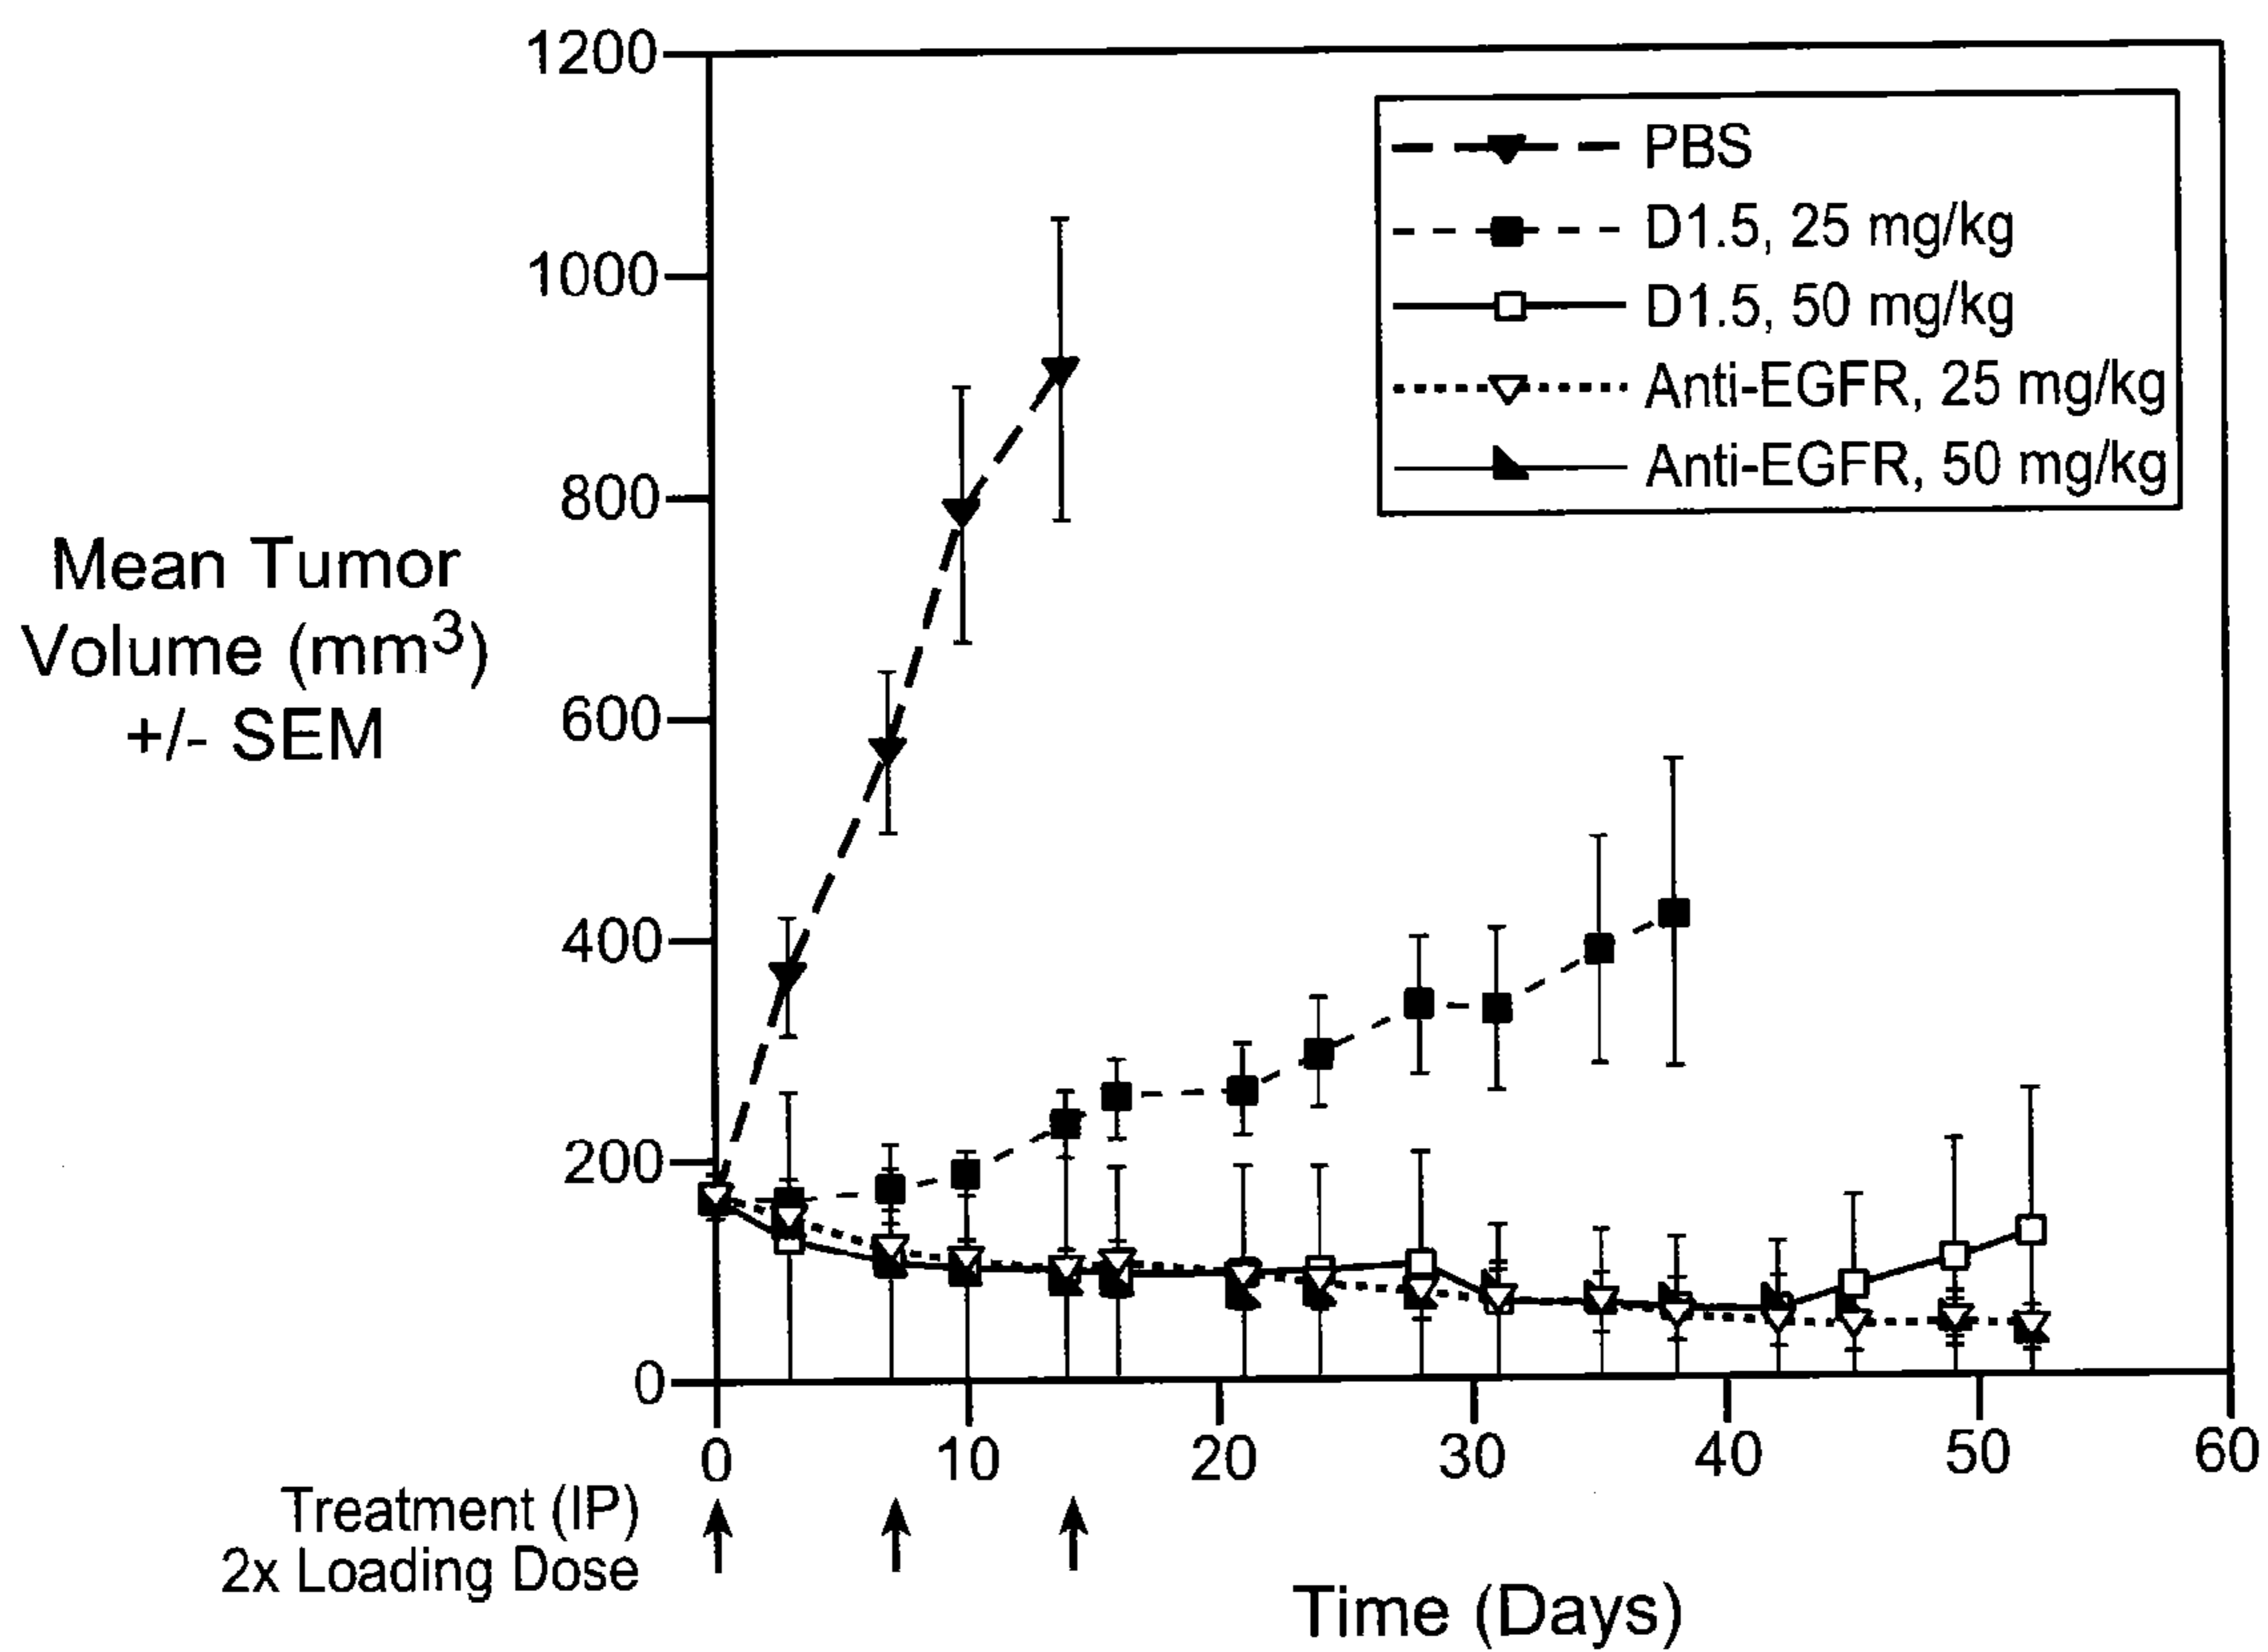 1200
1000
800
600
400
200
0
Mean Tumor
Volume (mm3)
+/- SEM
PBS
D1.5, 25 mg/kg
D1.5, 50 mg/kg
Anti-EGFR, 25 mg/kg
Anti-EGFR, 50 mg/kg
0 10 20 30 40 50 60
Treatment (IP)
2x Loading Dose
Time (Days)